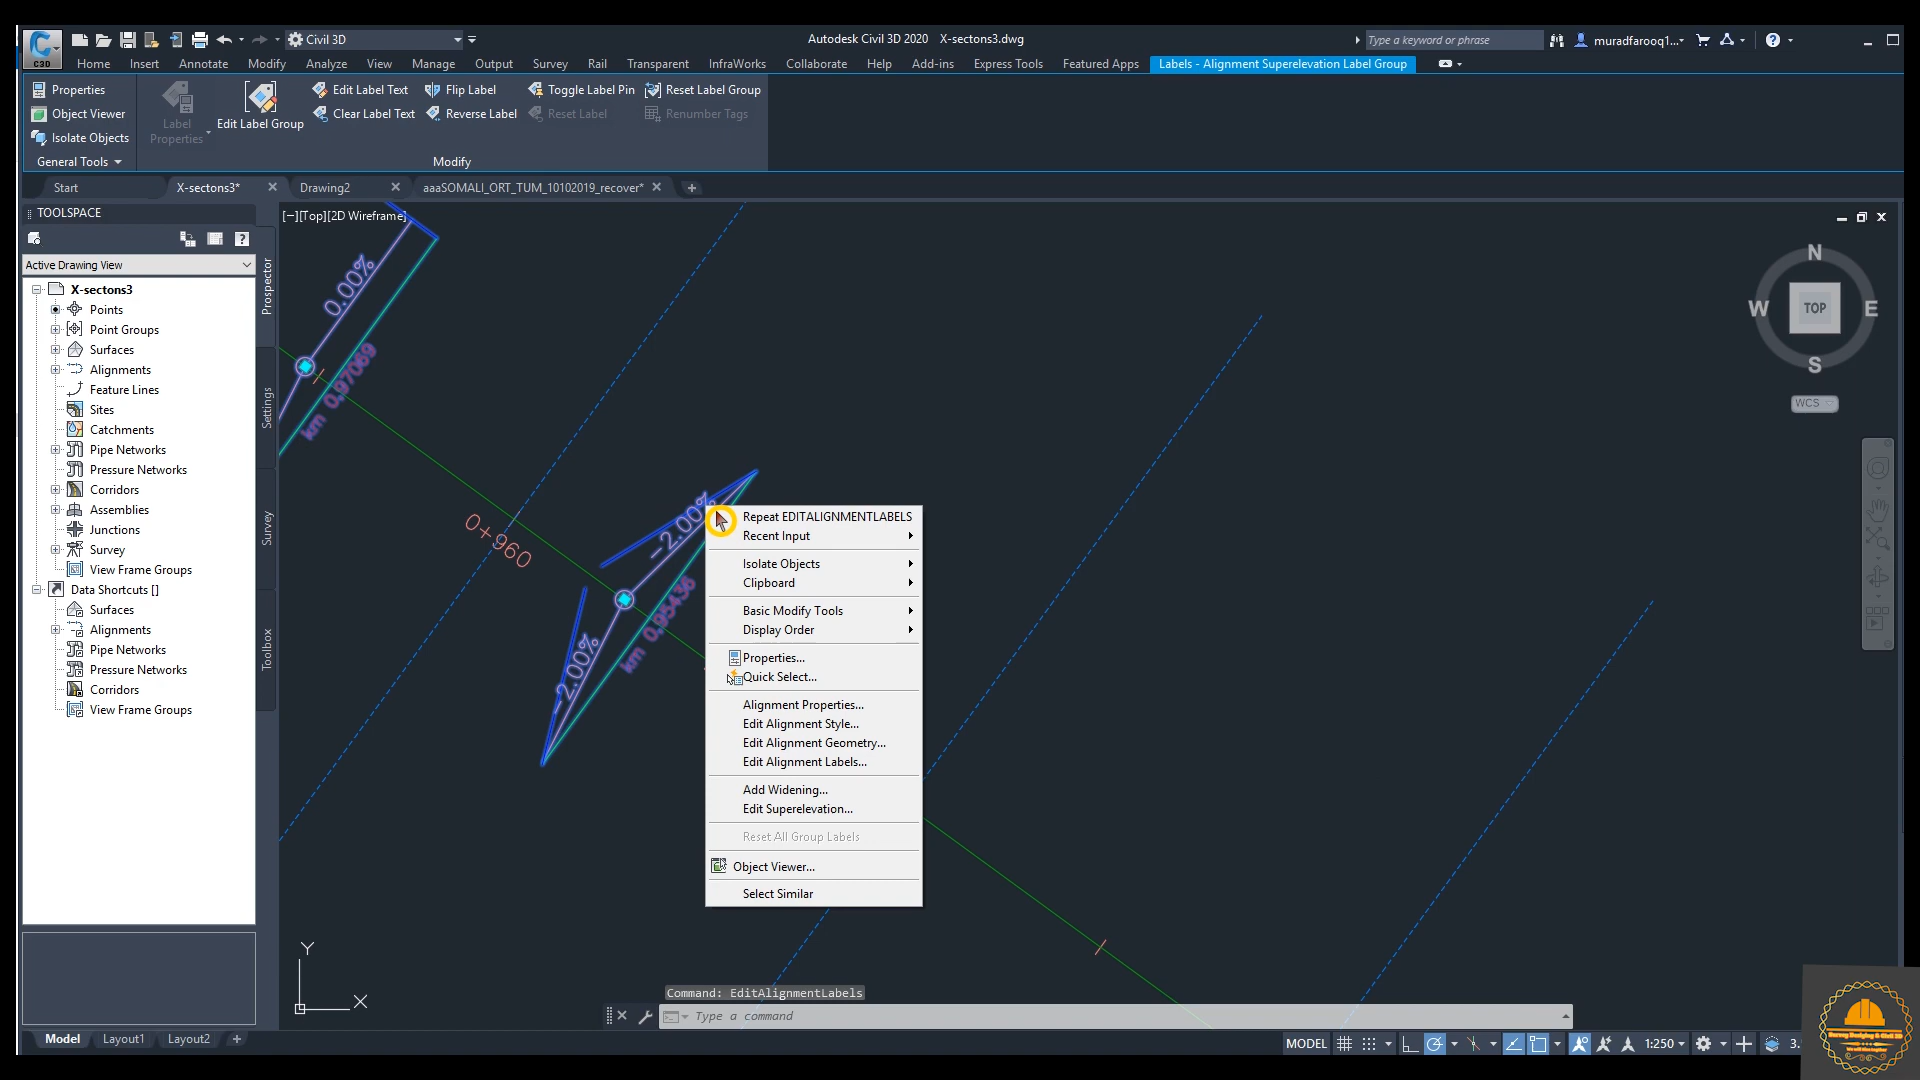 Civil 3D
Autodesk Civil 3D 2020 X-sectons3.dwg
Type a keyword or phrase
muradfarooq1...
C3D
Home Insert Annotate Modify Analyze View Manage Output Survey Rail Transparent InfraWorks Collaborate Help Add-ins Express Tools Featured Apps Labels - Alignment Superelevation Label Group
Properties
Object Viewer
Isolate Objects
General Tools
Label
Properties
Edit Label Group
Edit Label Text
Clear Label Text
Flip Label
Reverse Label
Toggle Label Pin
Reset Label
Reset Label Group
Renumber Tags
Modify
Start X-sectons3* Drawing2 aaaSOMALI_ORT_TUM_10102019_recover*
TOOLSPACE
Active Drawing View
X-sectons3
Points
Point Groups
Surfaces
Alignments
Feature Lines
Sites
Catchments
Pipe Networks
Pressure Networks
Corridors
Assemblies
Junctions
Survey
View Frame Groups
Data Shortcuts []
Surfaces
Alignments
Pipe Networks
Pressure Networks
Corridors
View Frame Groups
Prospector
Settings
Survey
Toolbox
[−][Top][2D Wireframe]
0.00%
km 0,97069
0+960
-2.00%
-2.00%
km 0,95436
N
W TOP E
S
WCS
Repeat EDITALIGNMENTLABELS
Recent Input
Isolate Objects
Clipboard
Basic Modify Tools
Display Order
Properties...
Quick Select...
Alignment Properties...
Edit Alignment Style...
Edit Alignment Geometry...
Edit Alignment Labels...
Add Widening...
Edit Superelevation...
Reset All Group Labels
Object Viewer...
Select Similar
Y
X
Command: EditAlignmentLabels
Type a command
Model Layout1 Layout2
MODEL 1:250 3.